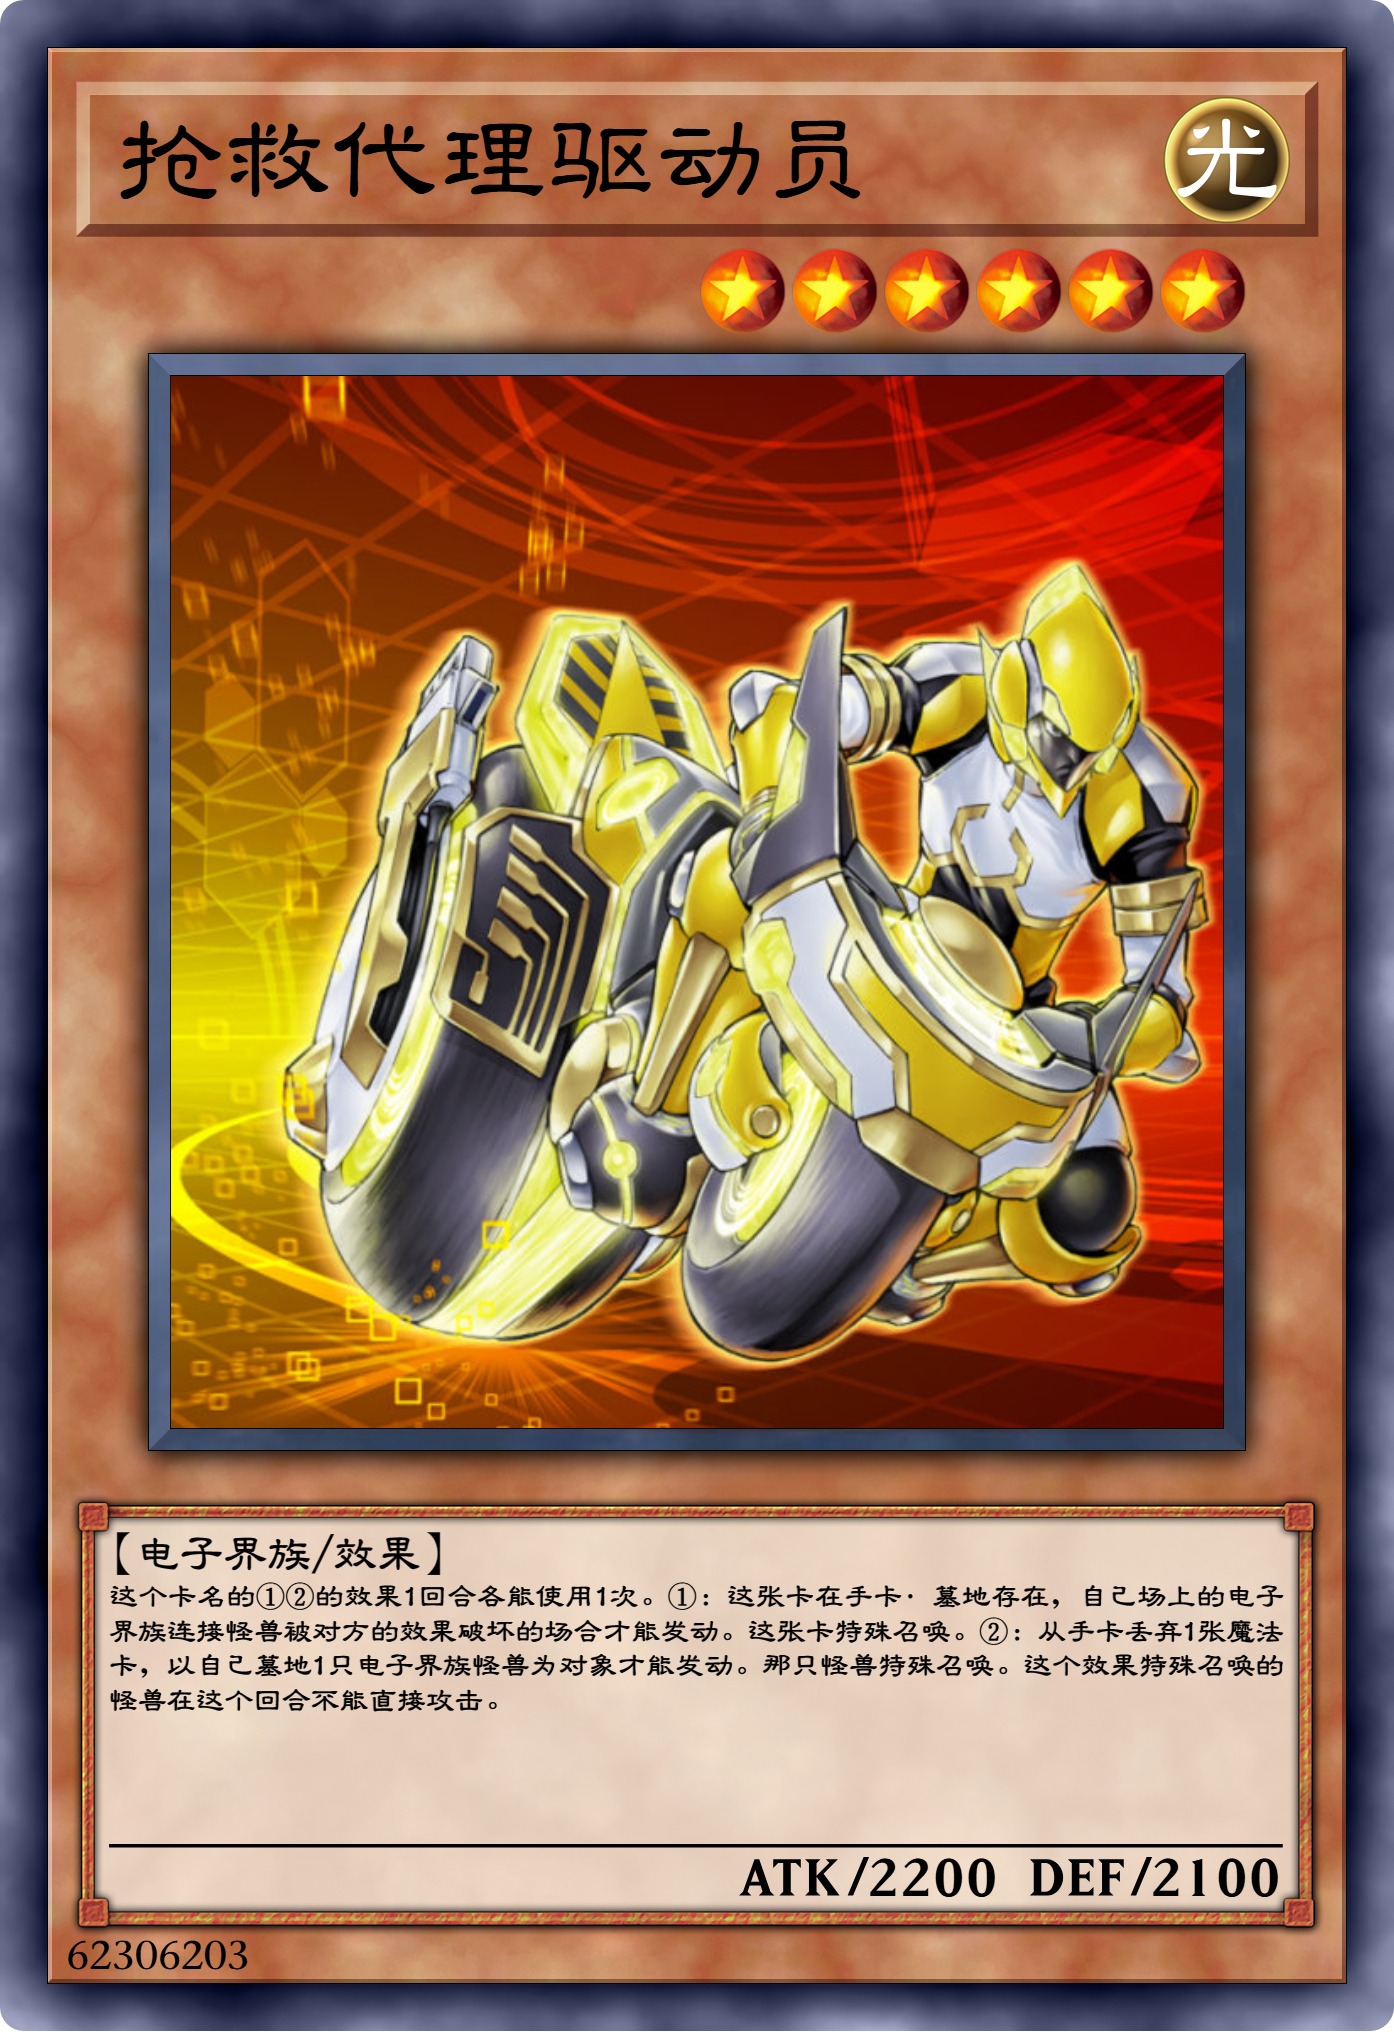 抢救代理驱动员
光
【电子界族/效果】
这个卡名的①②的效果1回合各能使用1次。①：这张卡在手卡·墓地存在，自己场上的电子
界族连接怪兽被对方的效果破坏的场合才能发动。这张卡特殊召唤。②：从手卡丢弃1张魔法
卡，以自己墓地1只电子界族怪兽为对象才能发动。那只怪兽特殊召唤。这个效果特殊召唤的
怪兽在这个回合不能直接攻击。
ATK/2200 DEF/2100
62306203